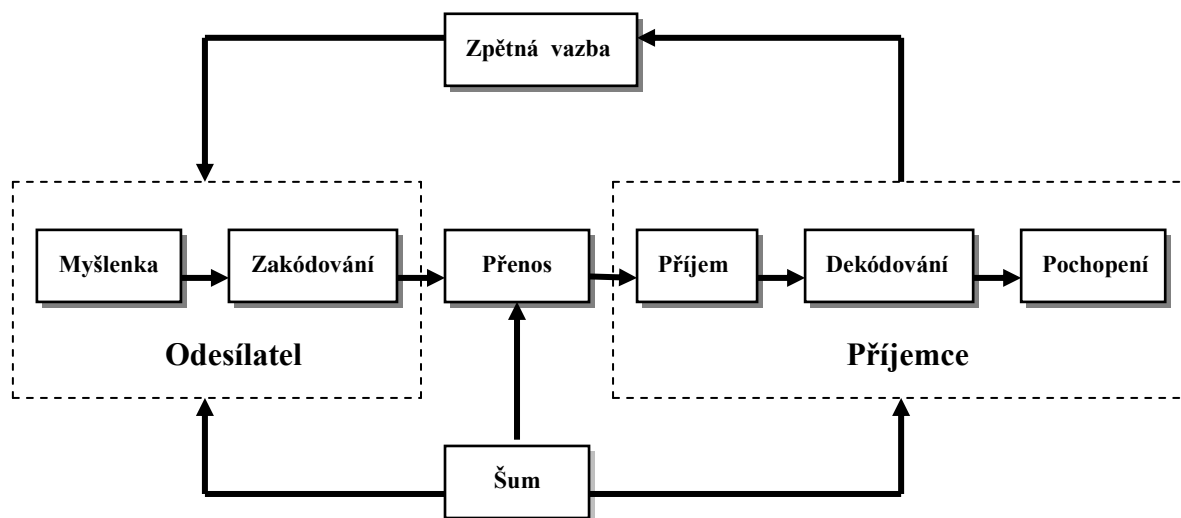 Zpětná vazba
Myšlenka
Zakódování
Přenos
Příjem
Dekódování
Pochopení
Odesílatel
Příjemce
Šum